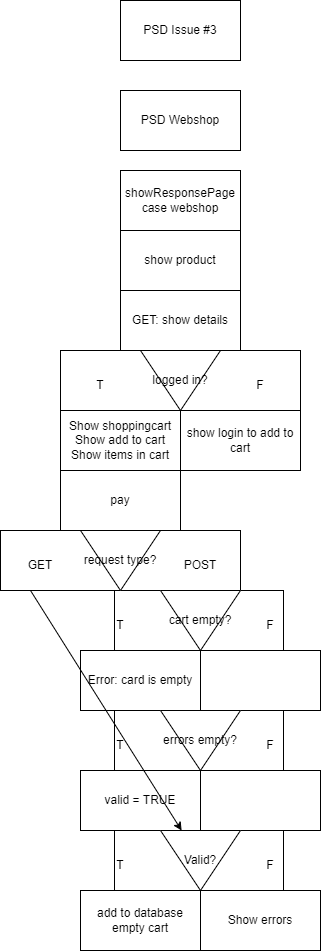 PSD Issue #3
PSD Webshop
showResponsePage
case webshop
show product
GET: show details
T
logged in?
F
Show shoppingcart
Show add to cart
Show items in cart
show login to add to
cart
pay
GET
request type?
POST
T
cart empty?
F
Error: card is empty
T
errors empty?
F
valid = TRUE
T
Valid?
F
add to database
empty cart
Show errors